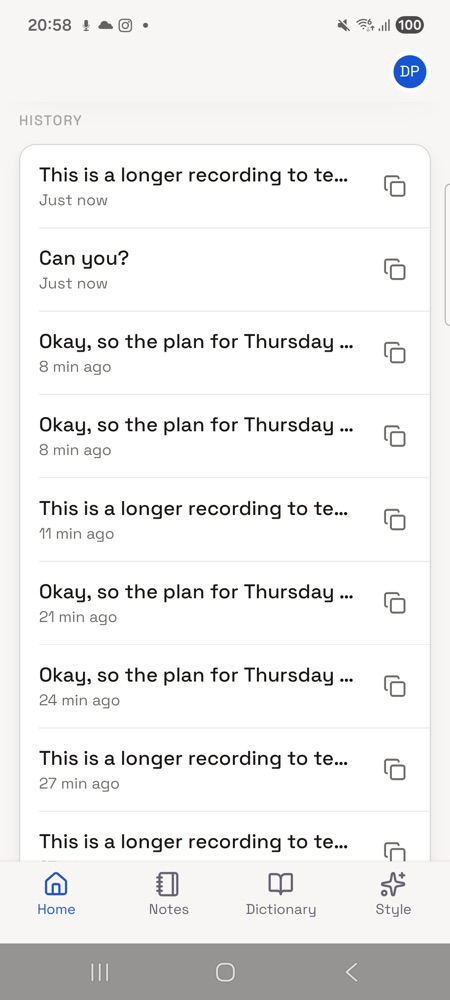 20:58
100
DP
HISTORY
This is a longer recording to te...
Just now
Can you?
Just now
Okay, so the plan for Thursday ...
8 min ago
Okay, so the plan for Thursday ...
8 min ago
This is a longer recording to te...
11 min ago
Okay, so the plan for Thursday ...
21 min ago
Okay, so the plan for Thursday ...
24 min ago
This is a longer recording to te...
27 min ago
This is a longer recording to te...
Home Notes Dictionary Style